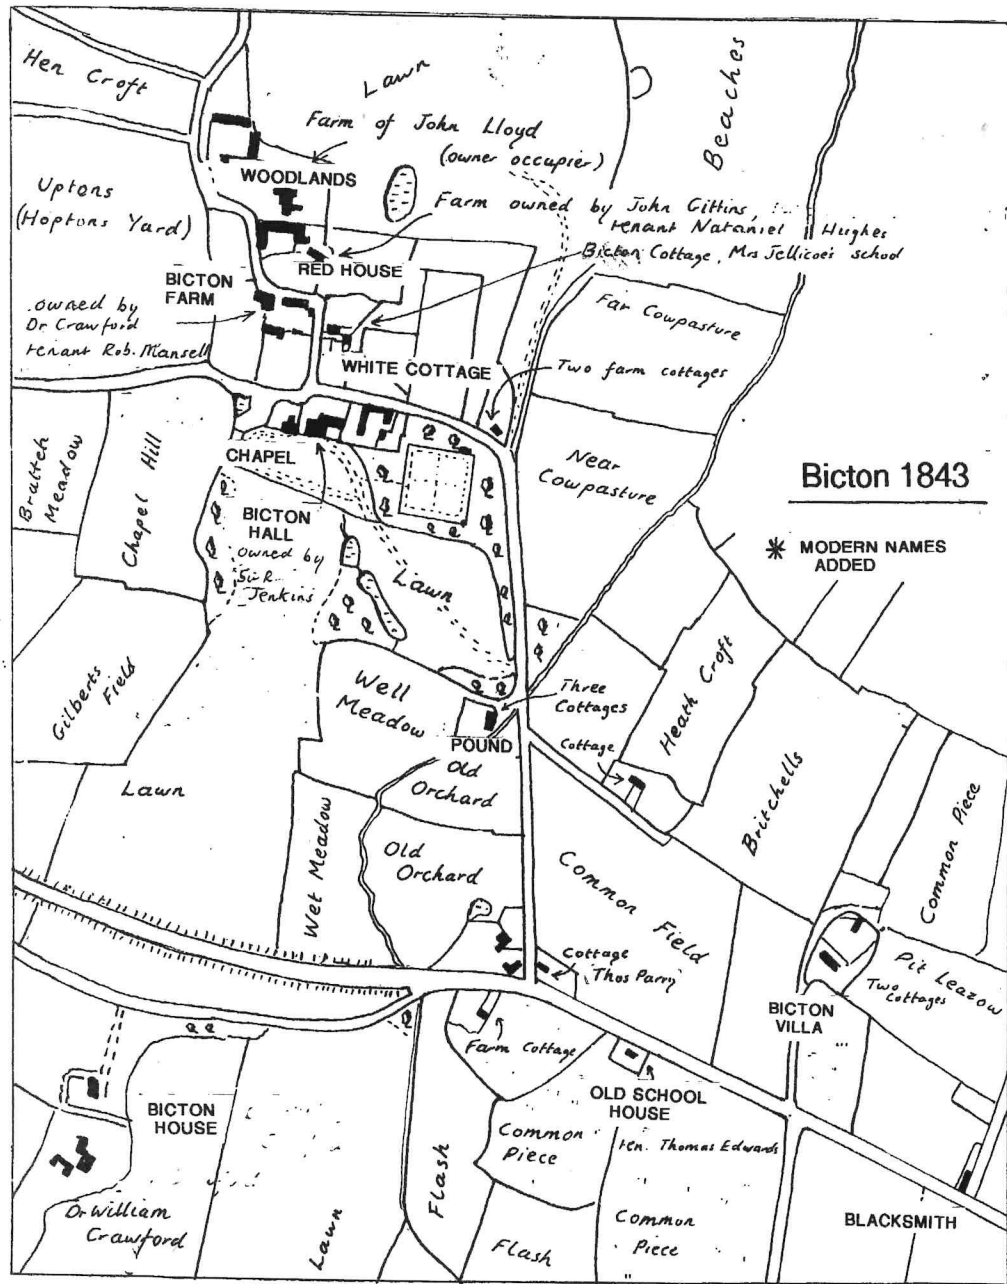 Hen Croft
Lawn
Beaches
Farm of John Lloyd
(owner occupier)
WOODLANDS
Uptons
(Hoptons Yard)
Farm owned by John Gittins,
tenant Nataniel Hughes
Bicton Cottage, Mrs Jellicoe's school
RED HOUSE
BICTON
FARM
owned by
Dr Crawford
tenant Rob. Mansell
Far Cowpasture
WHITE COTTAGE
Two farm cottages
Near
Cowpasture
Bicton 1843
* MODERN NAMES
ADDED
Meadow
Chapel Hill
CHAPEL
BICTON
HALL
owned by
Sir R.
Jenkins
Lawn
Gilberts
Field
Well
Meadow
Three
Cottages
POUND
Cottage
Heath Croft
Britchells
Common Piece
Lawn
Old
Orchard
Wet Meadow
Old
Orchard
Common Field
Cottage
Thos Parry
Pit Leazow
Two
Cottages
BICTON
VILLA
Farm Cottage
OLD SCHOOL
HOUSE
ten. Thomas Edwards
BICTON
HOUSE
Common
Piece
Flash
Dr William
Crawford
Lawn
Flash
Common
Piece
BLACKSMITH